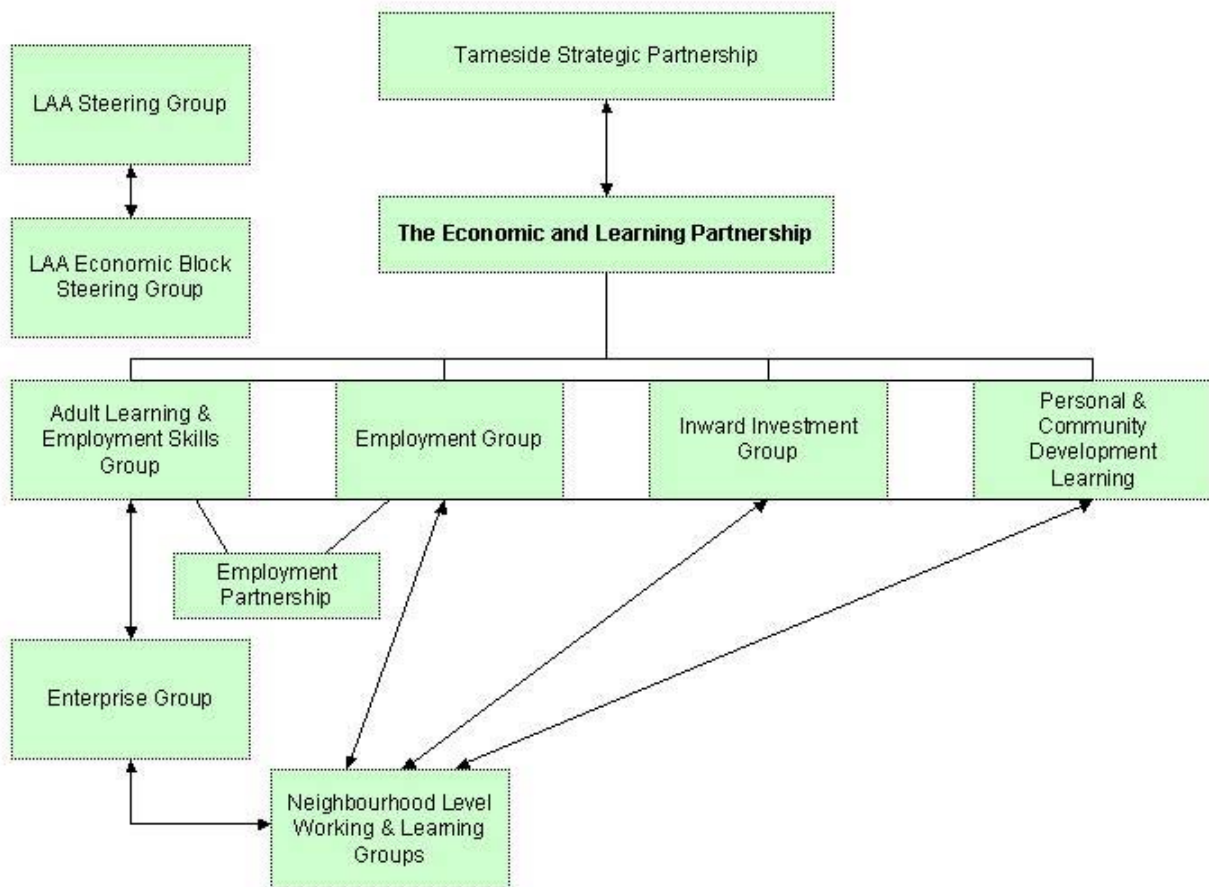 LAA Steering Group
Tameside Strategic Partnership
LAA Economic Block
Steering Group
The Economic and Learning Partnership
Adult Learning &
Employment Skills
Group
Employment Group
Inward Investment
Group
Personal &
Community
Development
Learning
Employment
Partnership
Enterprise Group
Neighbourhood Level
Working & Learning
Groups